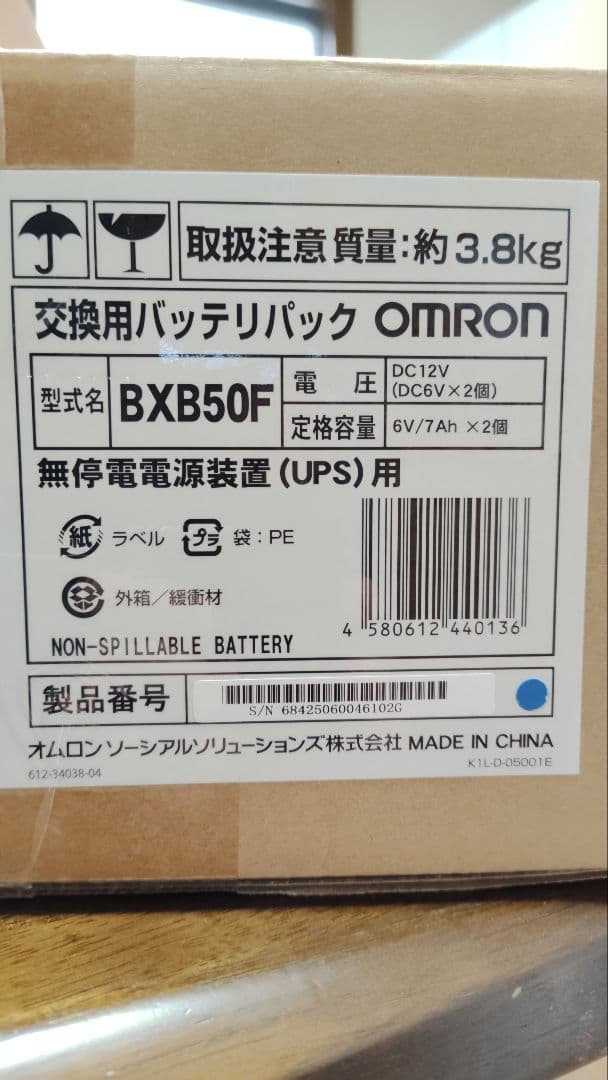 取扱注意 質量:約3.8kg
交換用バッテリパック OMRON
型式名 BXB50F 電 圧 DC12V
(DC6V×2個)
定格容量 6V/7Ah ×2個
無停電電源装置(UPS)用
紙 ラベル プラ 袋:PE
外箱/緩衝材
4 580612 440136
NON-SPILLABLE BATTERY
製品番号 S/N 68425060046102G
オムロン ソーシアルソリューションズ株式会社 MADE IN CHINA
612-34038-04 K1L-D-05001E